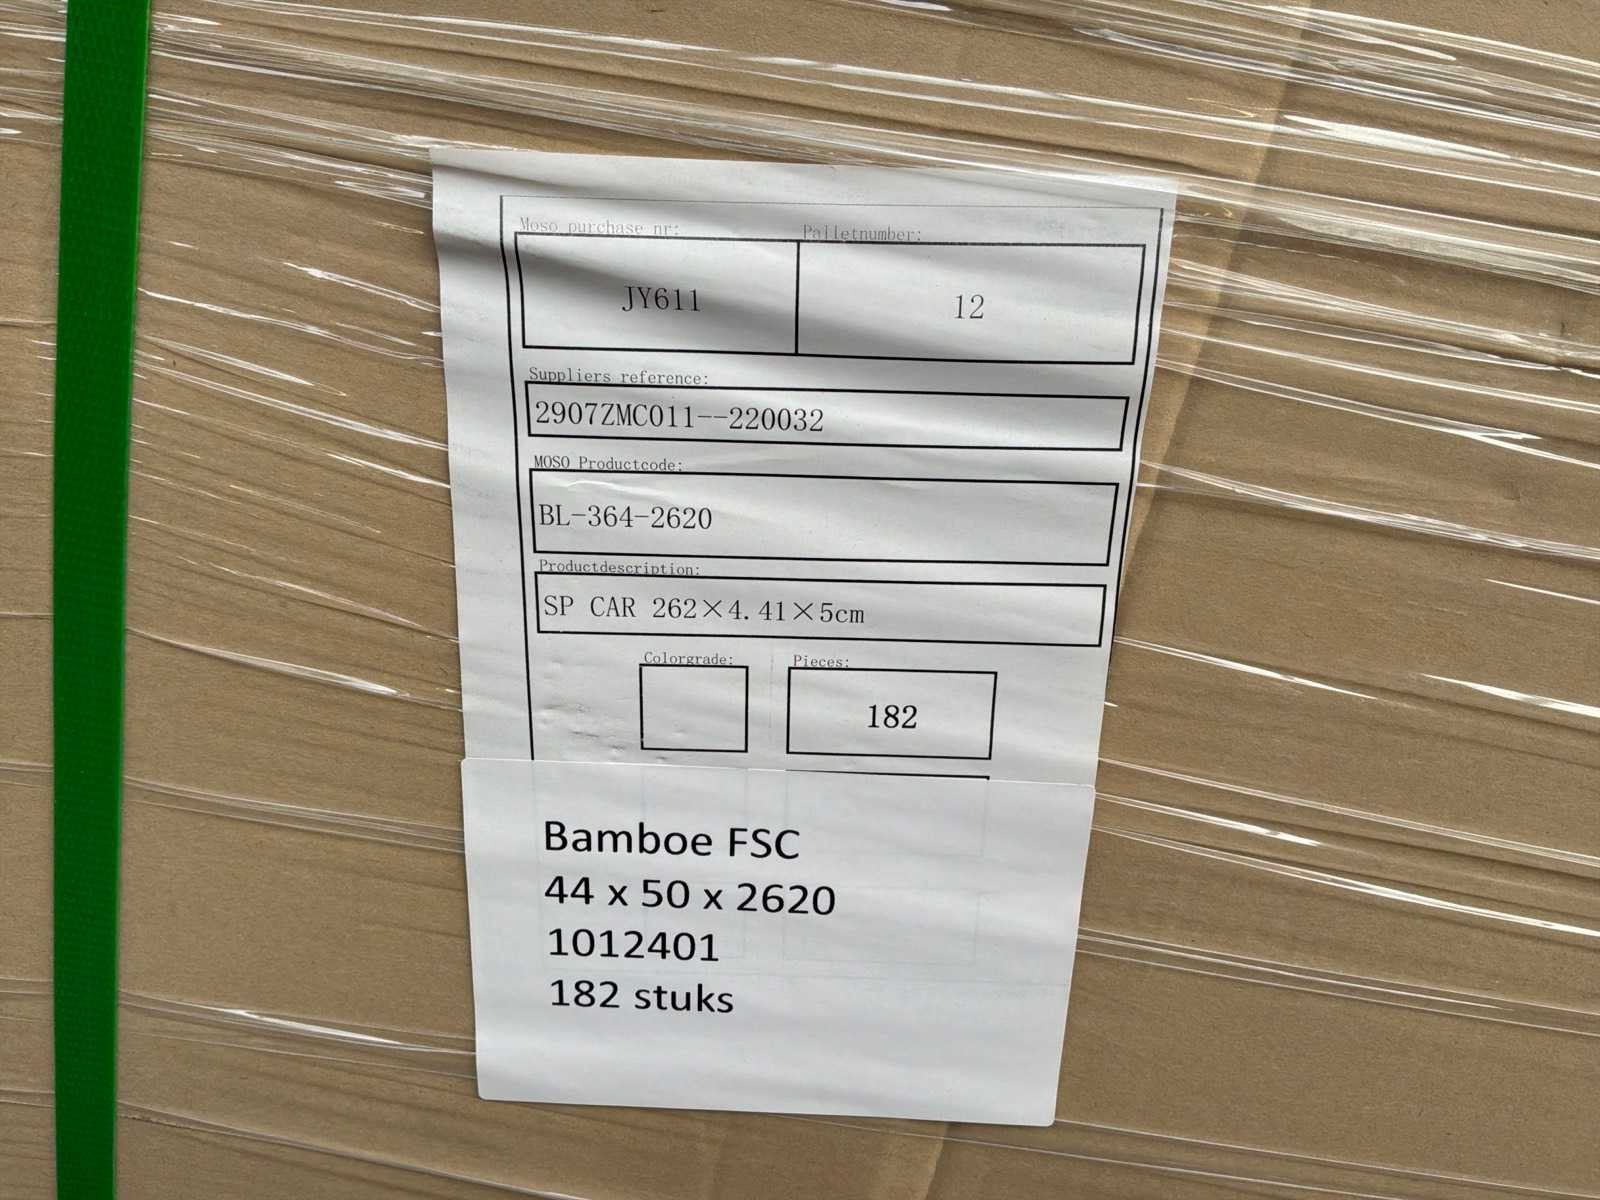 Moso purchase nr: Palletnumber:
JY611 12
Suppliers reference:
2907ZMC011--220032
MOSO Productcode:
BL-364-2620
Productdescription:
SP CAR 262×4.41×5cm
Colorgrade: Pieces:
182
Bamboe FSC
44 x 50 x 2620
1012401
182 stuks